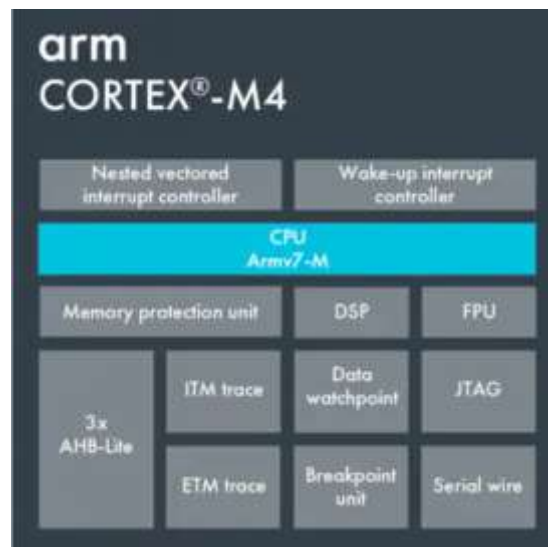 arm
CORTEX®-M4
Nested vectored
interrupt controller
Wake-up interrupt
controller
CPU
Armv7-M
Memory protection unit
DSP
FPU
3x
AHB-Lite
ITM trace
Data
watchpoint
JTAG
ETM trace
Breakpoint
unit
Serial wire